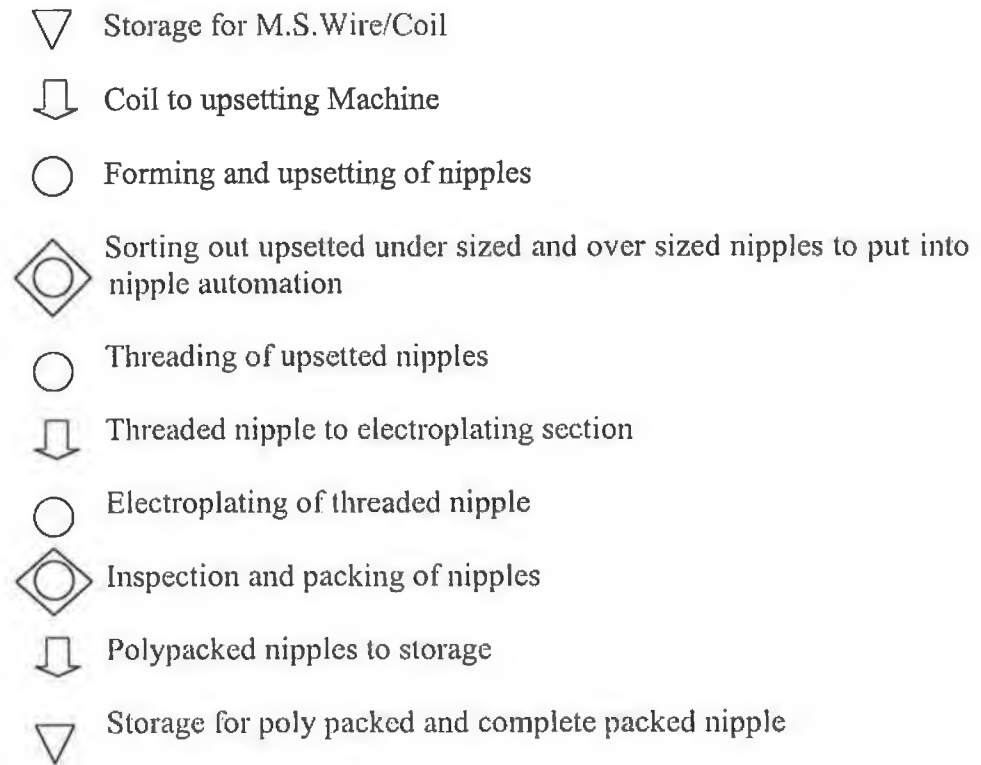 Storage for M.S.Wire/Coil
Coil to upsetting Machine
Forming and upsetting of nipples
Sorting out upsetted under sized and over sized nipples to put into
nipple automation
Threading of upsetted nipples
Threaded nipple to electroplating section
Electroplating of threaded nipple
Inspection and packing of nipples
Polypacked nipples to storage
Storage for poly packed and complete packed nipple